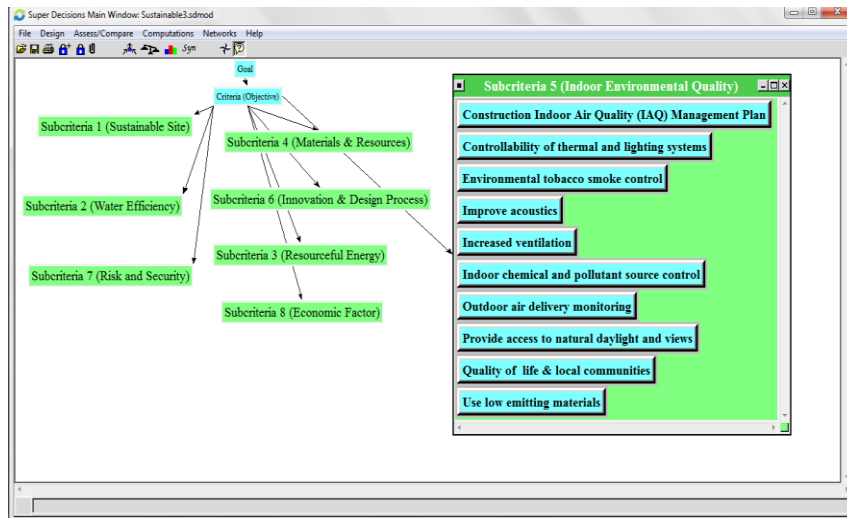 Super Decisions Main Window: Sustainable3.sdmod
File Design Assess/Compare Computations Networks Help
Syn
Goal
Criteria (Objective)
Subcriteria 1 (Sustainable Site)
Subcriteria 4 (Materials & Resources)
Subcriteria 2 (Water Efficiency)
Subcriteria 6 (Innovation & Design Process)
Subcriteria 3 (Resourceful Energy)
Subcriteria 7 (Risk and Security)
Subcriteria 8 (Economic Factor)
Subcriteria 5 (Indoor Environmental Quality)
Construction Indoor Air Quality (IAQ) Management Plan
Controllability of thermal and lighting systems
Environmental tobacco smoke control
Improve acoustics
Increased ventilation
Indoor chemical and pollutant source control
Outdoor air delivery monitoring
Provide access to natural daylight and views
Quality of life & local communities
Use low emitting materials